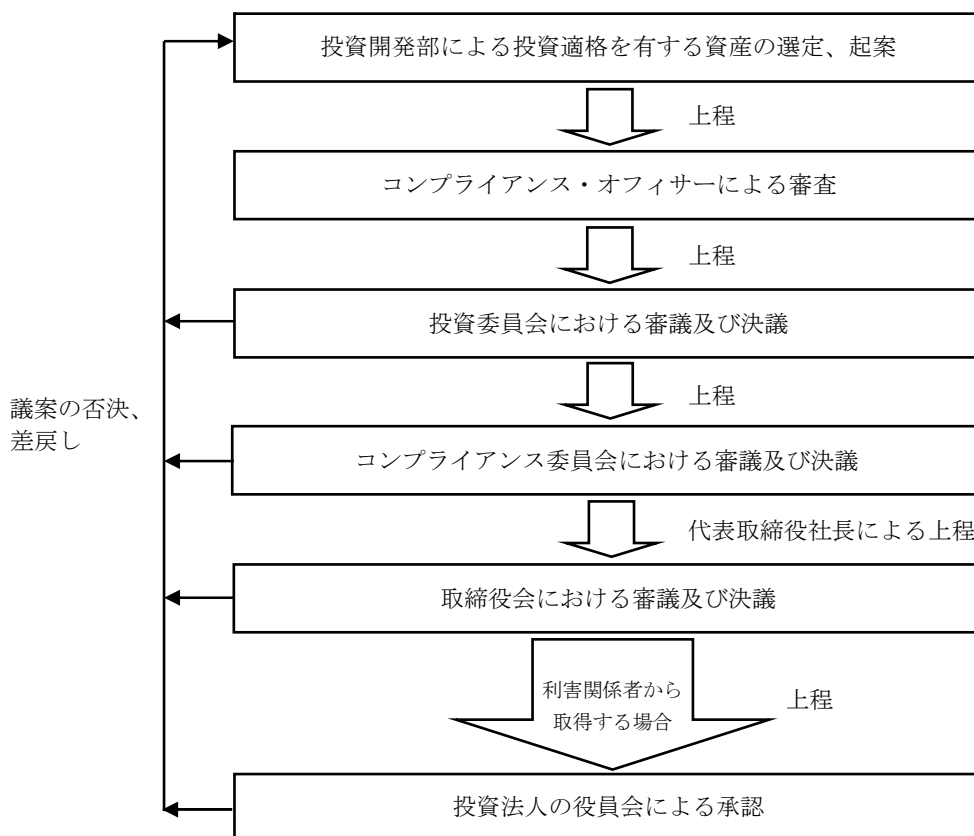 投資開発部による投資適格を有する資産の選定、起案
上程
コンプライアンス・オフィサーによる審査
上程
投資委員会における審議及び決議
上程
議案の否決、
差戻し
コンプライアンス委員会における審議及び決議
代表取締役社長による上程
取締役会における審議及び決議
利害関係者から
取得する場合
上程
投資法人の役員会による承認